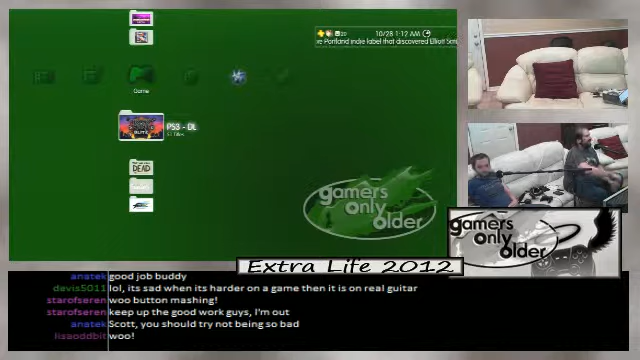 20
10/28 1:12 AM
re Portland indie label that discovered Elliott Smi
Game
PS3 - DL
DEAD
gamers
only
older
gamers
only
older
Extra Life 2012
anatek good job buddy
davis5011 lol, its sad when its harder on a game then it is on real guitar
starofseren woo button mashing!
starofseren keep up the good work guys, I'm out
anatek Scott, you should try not being so bad
lisaoddbit woo!